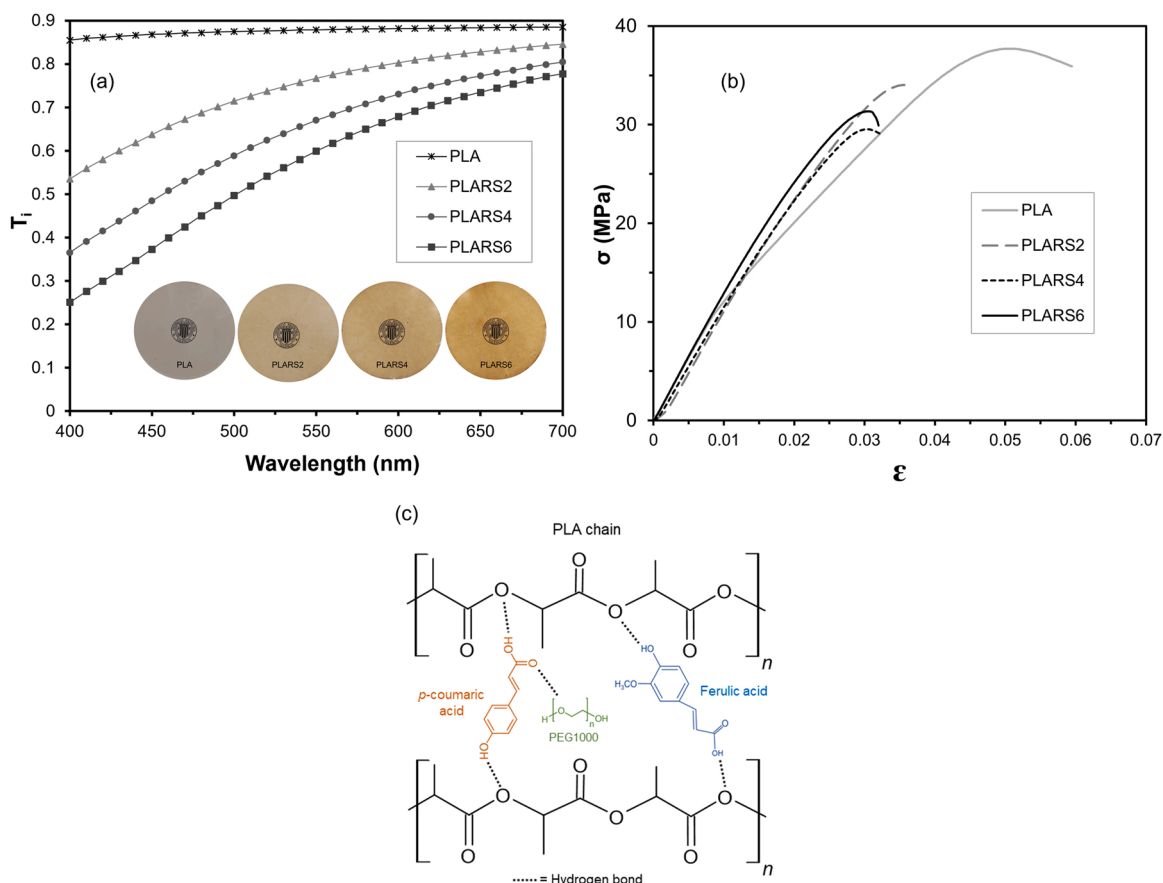 (a)
0.9
0.8
0.7
0.6
0.5
0.4
0.3
0.2
0.1
0
T_i
400
450
500
550
600
650
700
Wavelength (nm)
PLA
PLARS2
PLARS4
PLARS6
PLA
PLARS2
PLARS4
PLARS6
(b)
40
30
20
10
0
σ (MPa)
0
0.01
0.02
0.03
0.04
0.05
0.06
0.07
ε
PLA
PLARS2
PLARS4
PLARS6
(c)
PLA chain
O
O
O
O
O
O
n
HO
O
p-coumaric
acid
HO
H
O
n
OH
PEG1000
HO
H₃CO
Ferulic acid
O
OH
O
O
O
O
O
O
n
= Hydrogen bond